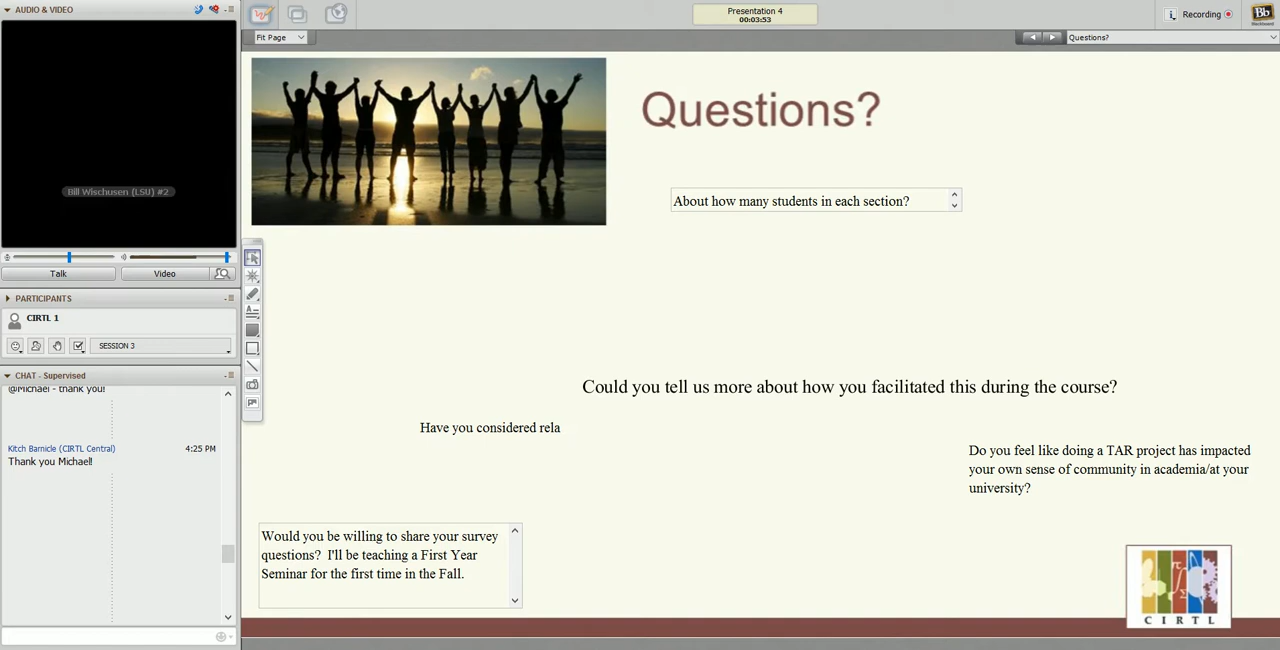 AUDIO & VIDEO
Bill Wischusen (LSU) #2
Talk
Video
PARTICIPANTS
CIRTL 1
SESSION 3
CHAT - Supervised
@Michael - thank you!
Kitch Barnicle (CIRTL Central) 4:25 PM
Thank you Michael!
Presentation 4
00:03:53
Recording
Bb
Blackboard
Fit Page
Questions?
Questions?
About how many students in each section?
Could you tell us more about how you facilitated this during the course?
Have you considered rela
Do you feel like doing a TAR project has impacted
your own sense of community in academia/at your
university?
Would you be willing to share your survey
questions? I'll be teaching a First Year
Seminar for the first time in the Fall.
CIRTL